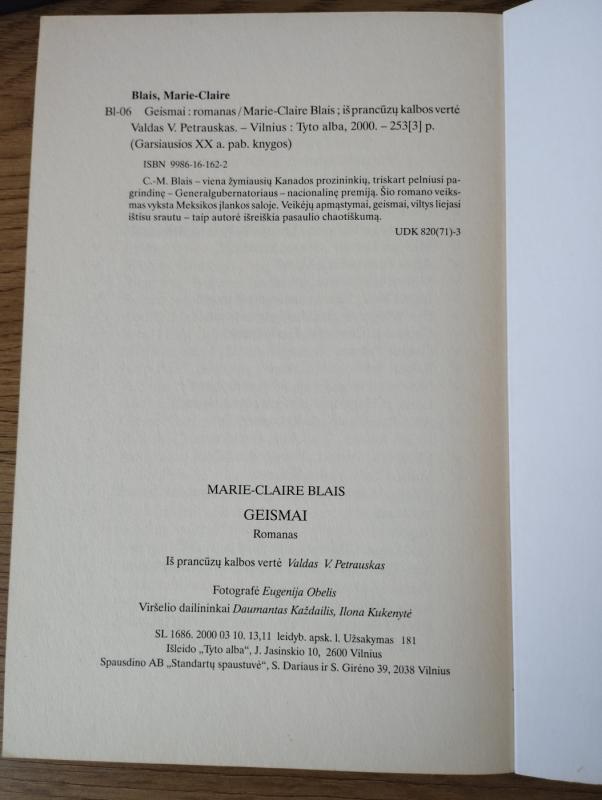 Blais, Marie-Claire
Bl-06 Geismai : romanas / Marie-Claire Blais ; iš prancūzų kalbos vertė
Valdas V. Petrauskas. – Vilnius : Tyto alba, 2000. – 253[3] p.
(Garsiausios XX a. pab. knygos)
ISBN 9986-16-162-2
C.-M. Blais – viena žymiausių Kanados prozininkių, triskart pelniusi pa-
grindinę – Generalgubernatoriaus – nacionalinę premiją. Šio romano veiks-
mas vyksta Meksikos įlankos saloje. Veikėjų apmąstymai, geismai, viltys liejasi
ištisu srautu – taip autorė išreiškia pasaulio chaotiškumą.
UDK 820(71)-3
MARIE-CLAIRE BLAIS
GEISMAI
Romanas
Iš prancūzų kalbos vertė Valdas V. Petrauskas
Fotografė Eugenija Obelis
Viršelio dailininkai Daumantas Každailis, Ilona Kukenytė
SL 1686. 2000 03 10. 13,11 leidyb. apsk. l. Užsakymas 181
Išleido „Tyto alba“, J. Jasinskio 10, 2600 Vilnius
Spausdino AB „Standartų spaustuvė“, S. Dariaus ir S. Girėno 39, 2038 Vilnius